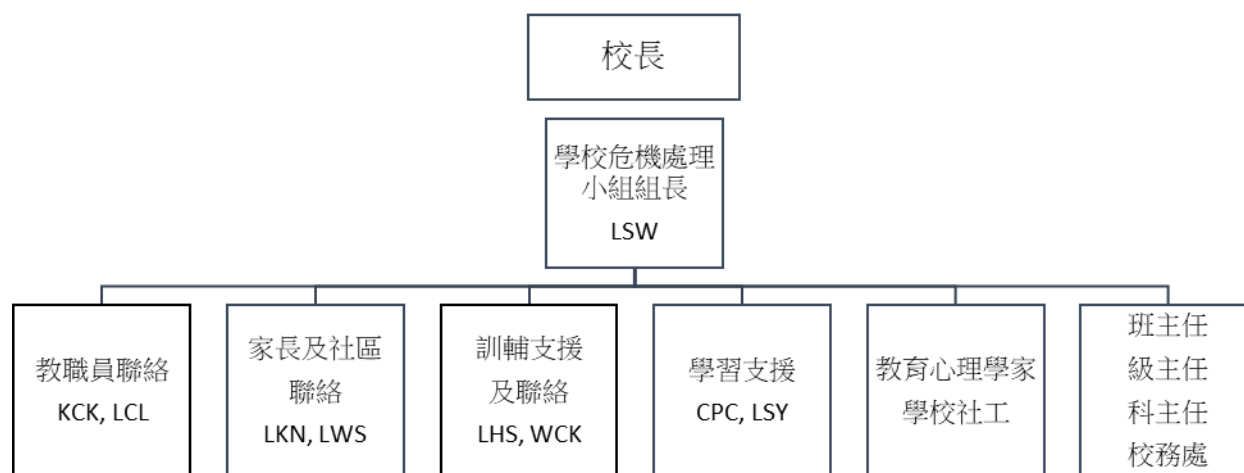 校長
學校危機處理
小組組長
LSW
教職員聯絡
KCK, LCL
家長及社區
聯絡
LKN, LWS
訓輔支援
及聯絡
LHS, WCK
學習支援
CPC, LSY
教育心理學家
學校社工
班主任
級主任
科主任
校務處